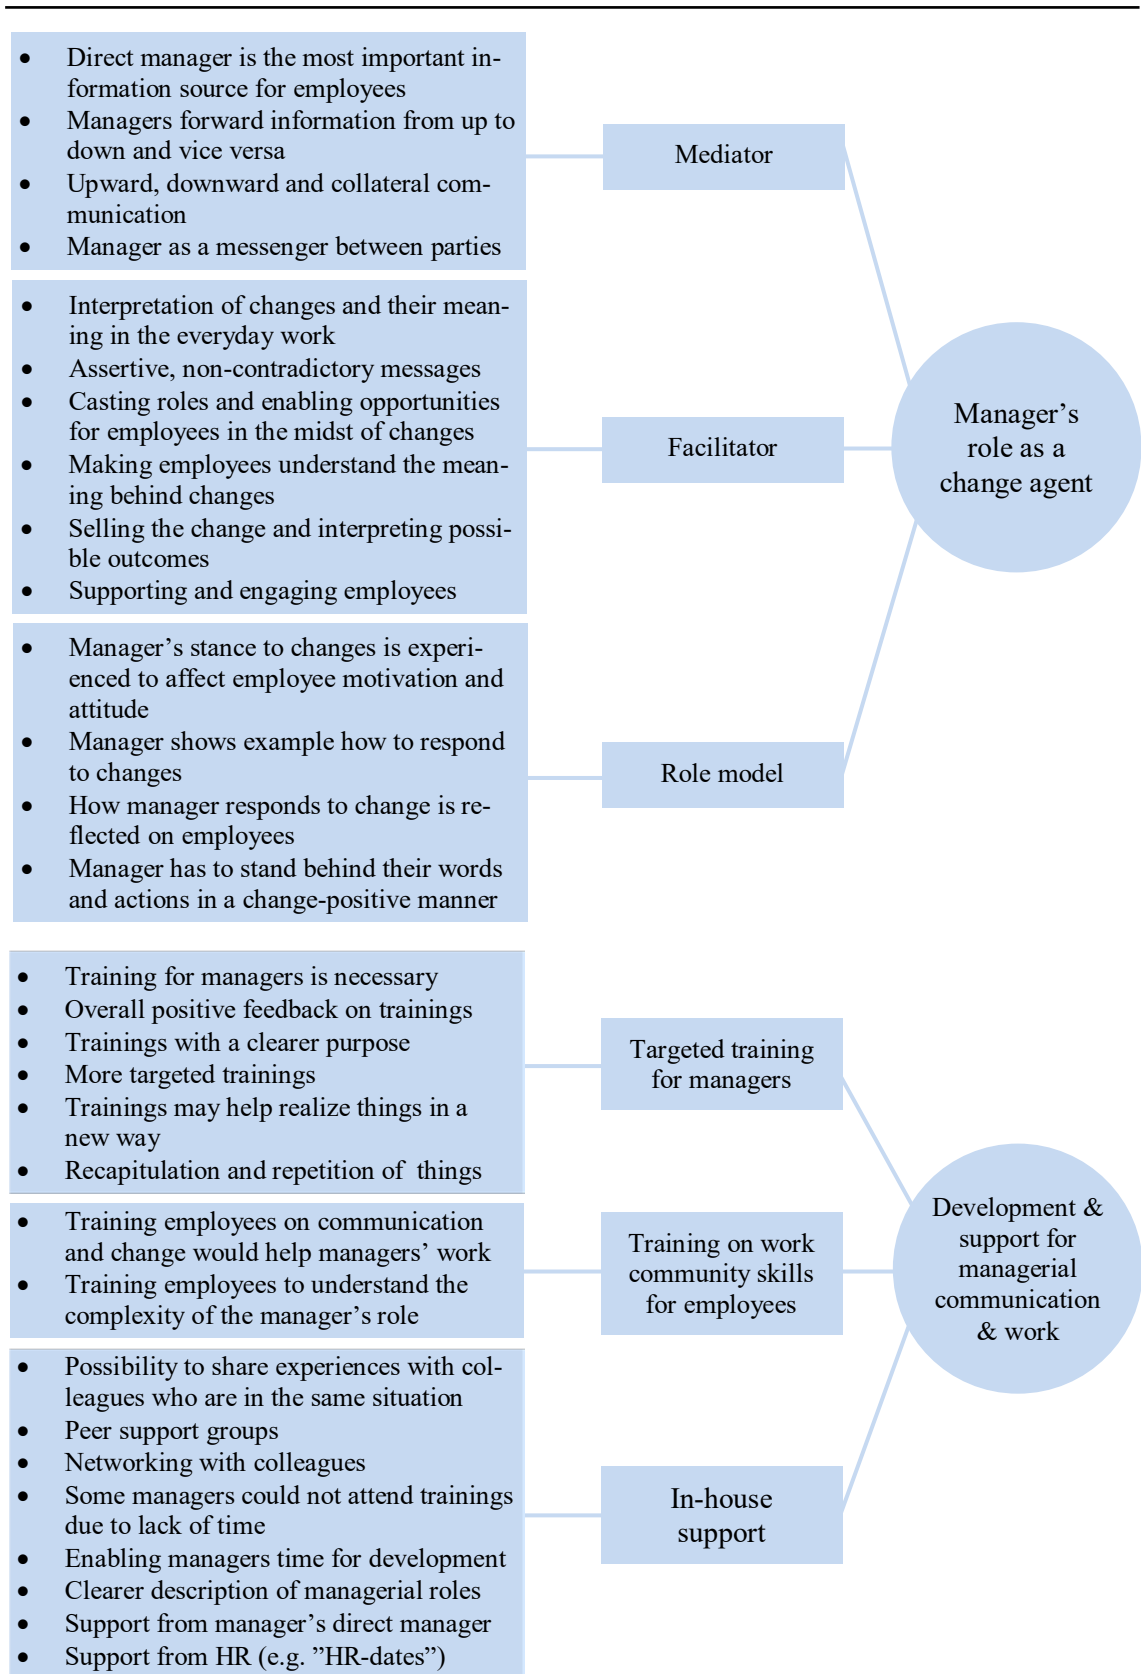 • Direct manager is the most important in-
formation source for employees
• Managers forward information from up to
down and vice versa
• Upward, downward and collateral com-
munication
• Manager as a messenger between parties
Mediator
• Interpretation of changes and their mean-
ing in the everyday work
• Assertive, non-contradictory messages
• Casting roles and enabling opportunities
for employees in the midst of changes
• Making employees understand the mean-
ing behind changes
• Selling the change and interpreting possi-
ble outcomes
• Supporting and engaging employees
Facilitator
• Manager’s stance to changes is experi-
enced to affect employee motivation and
attitude
• Manager shows example how to respond
to changes
• How manager responds to change is re-
flected on employees
• Manager has to stand behind their words
and actions in a change-positive manner
Role model
Manager’s
role as a
change agent
• Training for managers is necessary
• Overall positive feedback on trainings
• Trainings with a clearer purpose
• More targeted trainings
• Trainings may help realize things in a
new way
• Recapitulation and repetition of things
Targeted training
for managers
• Training employees on communication
and change would help managers’ work
• Training employees to understand the
complexity of the manager’s role
Training on work
community skills
for employees
• Possibility to share experiences with col-
leagues who are in the same situation
• Peer support groups
• Networking with colleagues
• Some managers could not attend trainings
due to lack of time
• Enabling managers time for development
• Clearer description of managerial roles
• Support from manager’s direct manager
• Support from HR (e.g. ”HR-dates”)
In-house
support
Development &
support for
managerial
communication
& work